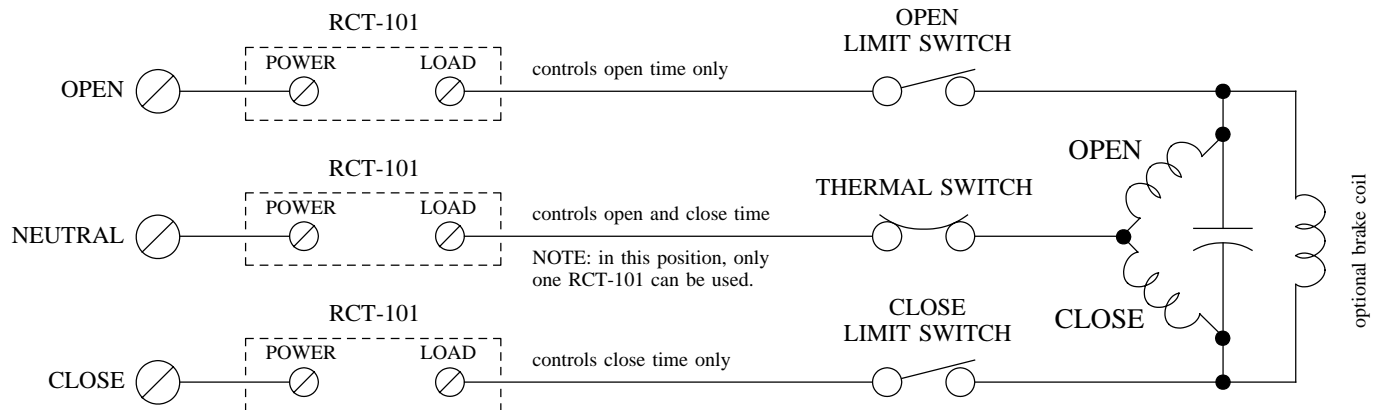 RCT-101
OPEN
LIMIT SWITCH
POWER
LOAD
controls open time only
OPEN
RCT-101
OPEN
THERMAL SWITCH
POWER
LOAD
controls open and close time
NEUTRAL
NOTE: in this position, only
one RCT-101 can be used.
optional brake coil
RCT-101
CLOSE
LIMIT SWITCH
CLOSE
POWER
LOAD
controls close time only
CLOSE